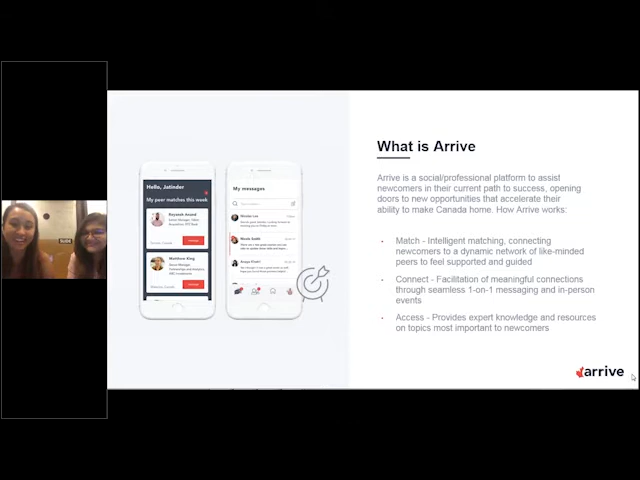 What is Arrive
Arrive is a social/professional platform to assist
newcomers in their current path to success, opening
doors to new opportunities that accelerate their
ability to make Canada home. How Arrive works:
• Match - Intelligent matching, connecting
newcomers to a dynamic network of like-minded
peers to feel supported and guided
• Connect - Facilitation of meaningful connections
through seamless 1-on-1 messaging and in-person
events
• Access - Provides expert knowledge and resources
on topics most important to newcomers
Hello, Jatinder
My peer matches this week
Matthew King
My messages
arrive